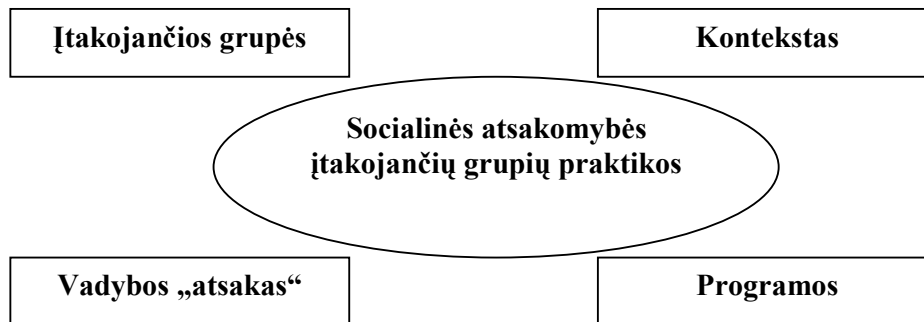 Įtakojančios grupės
Kontekstas
Socialinės atsakomybės
įtakojančių grupių praktikos
Vadybos „atsakas“
Programos